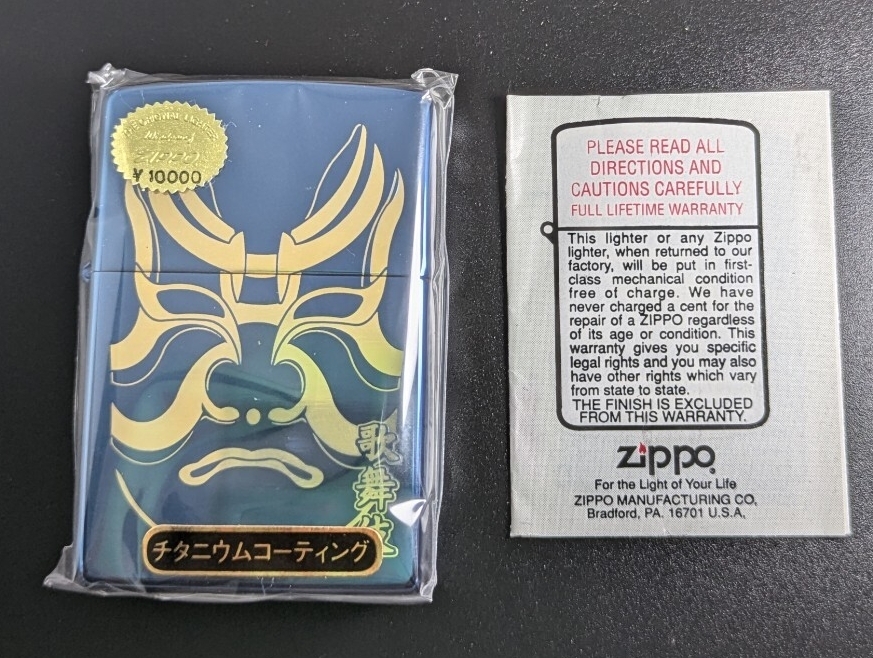 THE ORIGINAL LIGHTER
ZIPPO
¥10000
歌舞伎
チタニウムコーティング
PLEASE READ ALL
DIRECTIONS AND
CAUTIONS CAREFULLY
FULL LIFETIME WARRANTY
This lighter or any Zippo
lighter, when returned to our
factory, will be put in first-
class mechanical condition
free of charge. We have
never charged a cent for the
repair of a ZIPPO regardless
of its age or condition. This
warranty gives you specific
legal rights and you may also
have other rights which vary
from state to state.
THE FINISH IS EXCLUDED
FROM THIS WARRANTY.
zippo
For the Light of Your Life
ZIPPO MANUFACTURING CO,
Bradford, PA. 16701 U.S.A,